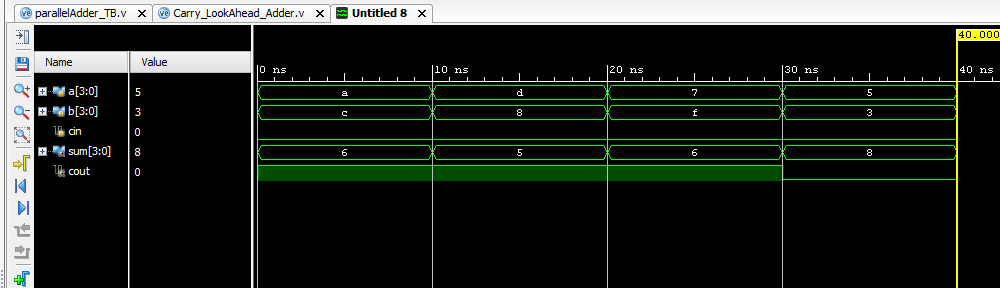 parallelAdder_TB.v Carry_LookAhead_Adder.v Untitled 8
40.000
Name Value
0 ns 10 ns 20 ns 30 ns 40 ns
a[3:0] 5 a d 7 5
b[3:0] 3 c 8 f 3
cin 0
sum[3:0] 8 6 5 6 8
cout 0